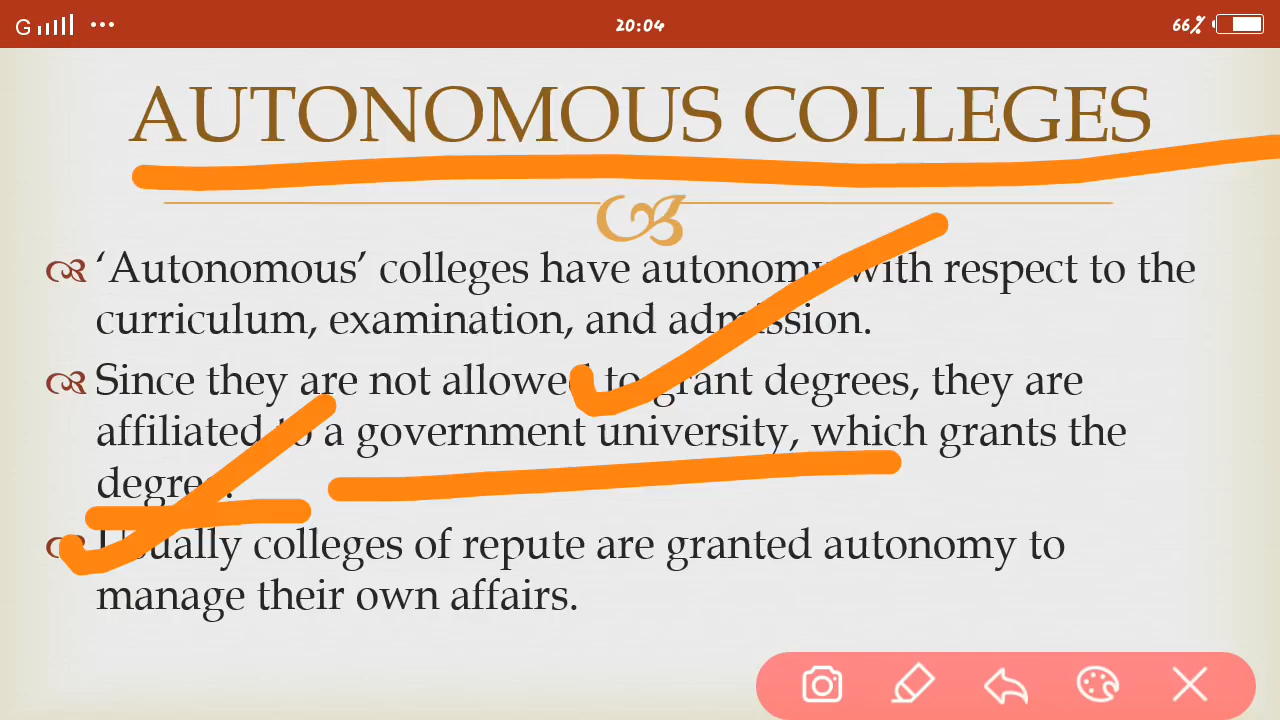 G 20:04 66%
AUTONOMOUS COLLEGES
‘Autonomous’ colleges have autonomy with respect to the
curriculum, examination, and admission.
Since they are not allowed to grant degrees, they are
affiliated to a government university, which grants the
degree.
Usually colleges of repute are granted autonomy to
manage their own affairs.